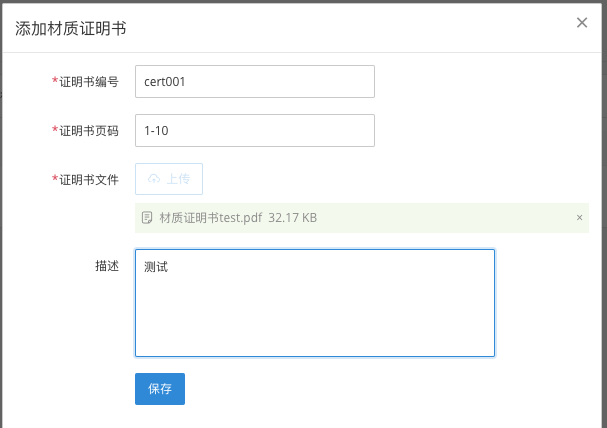 添加材质证明书
*证明书编号 cert001
*证明书页码 1-10
*证明书文件 上传
材质证明书test.pdf 32.17 KB ×
描述 测试
保存